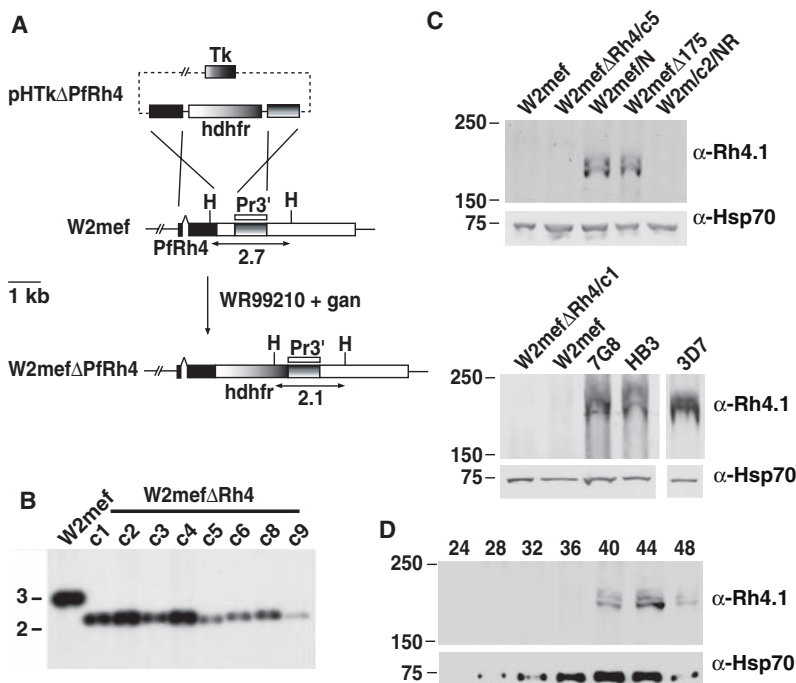 A
Tk
pHTkΔPfRh4
hdhfr
H
Pr3'
H
W2mef
PfRh4
2.7
1 kb
WR99210 + gan
H
Pr3'
H
W2mefΔPfRh4
hdhfr
2.1
B
W2mef
W2mefΔRh4
c1 c2 c3 c4 c5 c6 c8 c9
3
2
C
W2mef
W2mefΔRh4/c5
W2mef/N
W2mefΔ175
W2m/c2/NR
250
α-Rh4.1
150
75
α-Hsp70
W2mefΔRh4/c1
W2mef
7G8
HB3
3D7
250
α-Rh4.1
150
75
α-Hsp70
D
24 28 32 36 40 44 48
250
α-Rh4.1
150
75
α-Hsp70